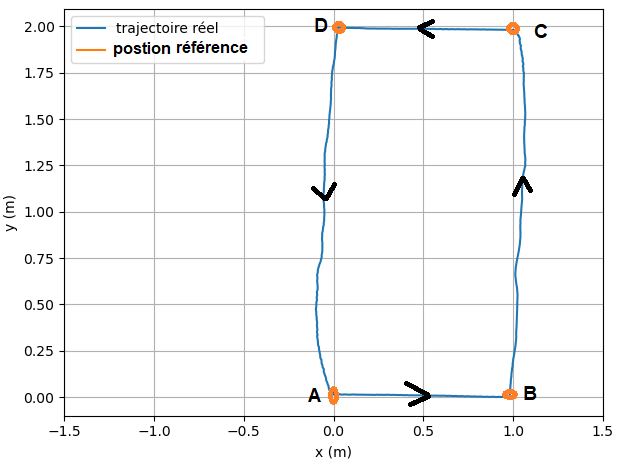 trajectoire réel
postion référence
D
C
A
B
y (m)
2.00
1.75
1.50
1.25
1.00
0.75
0.50
0.25
0.00
−1.5 −1.0 −0.5 0.0 0.5 1.0 1.5
x (m)